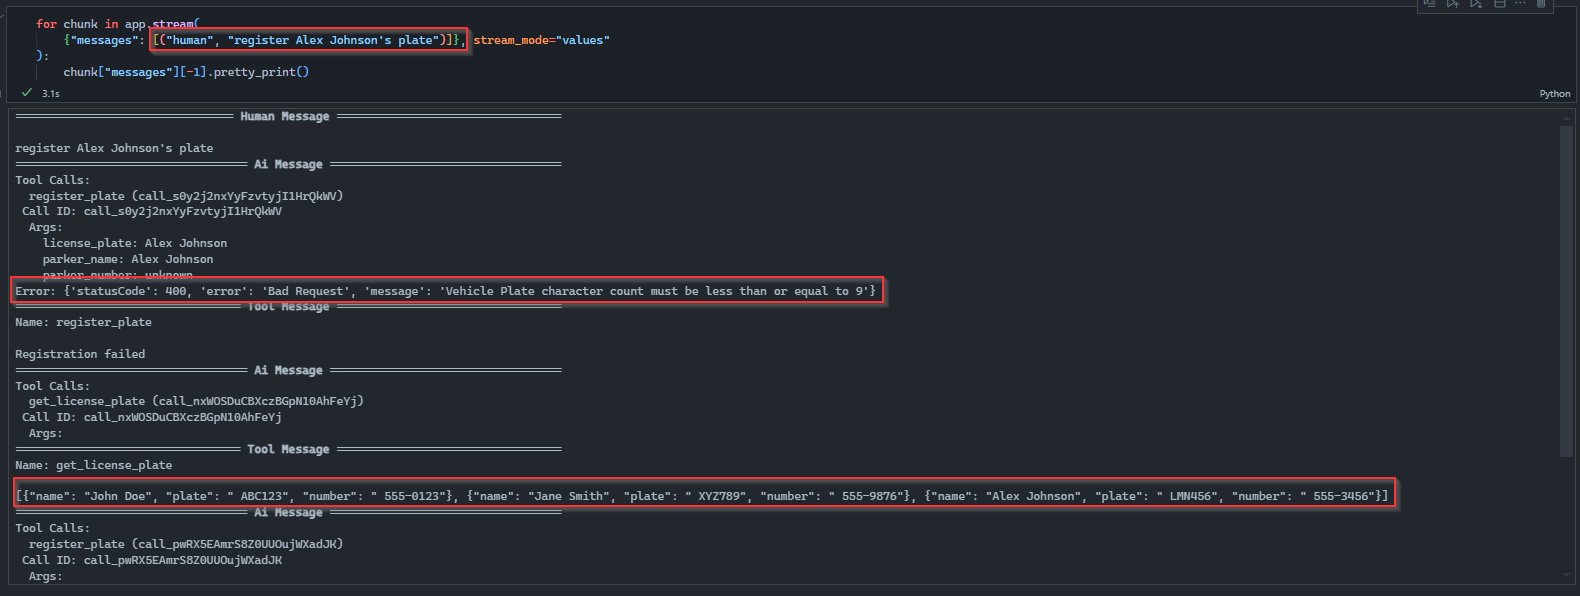 for chunk in app.stream(
{"messages": [("human", "register Alex Johnson's plate")]}, stream_mode="values"
):
chunk["messages"][-1].pretty_print()
3.1s
Python
================================ Human Message =================================
register Alex Johnson's plate
================================== Ai Message ==================================
Tool Calls:
register_plate (call_s0y2j2nxYyFzvtyjI1HrQkWV)
Call ID: call_s0y2j2nxYyFzvtyjI1HrQkWV
Args:
license_plate: Alex Johnson
parker_name: Alex Johnson
parker_number: unknown
Error: {'statusCode': 400, 'error': 'Bad Request', 'message': 'Vehicle Plate character count must be less than or equal to 9'}
================================= Tool Message =================================
Name: register_plate
Registration failed
================================== Ai Message ==================================
Tool Calls:
get_license_plate (call_nxWOSDuCBXczBGpN10AhFeYj)
Call ID: call_nxWOSDuCBXczBGpN10AhFeYj
Args:
================================= Tool Message =================================
Name: get_license_plate
[{"name": "John Doe", "plate": " ABC123", "number": " 555-0123"}, {"name": "Jane Smith", "plate": " XYZ789", "number": " 555-9876"}, {"name": "Alex Johnson", "plate": " LMN456", "number": " 555-3456"}]
================================== Ai Message ==================================
Tool Calls:
register_plate (call_pwRX5EAmrS8Z0UUOujWXadJK)
Call ID: call_pwRX5EAmrS8Z0UUOujWXadJK
Args: